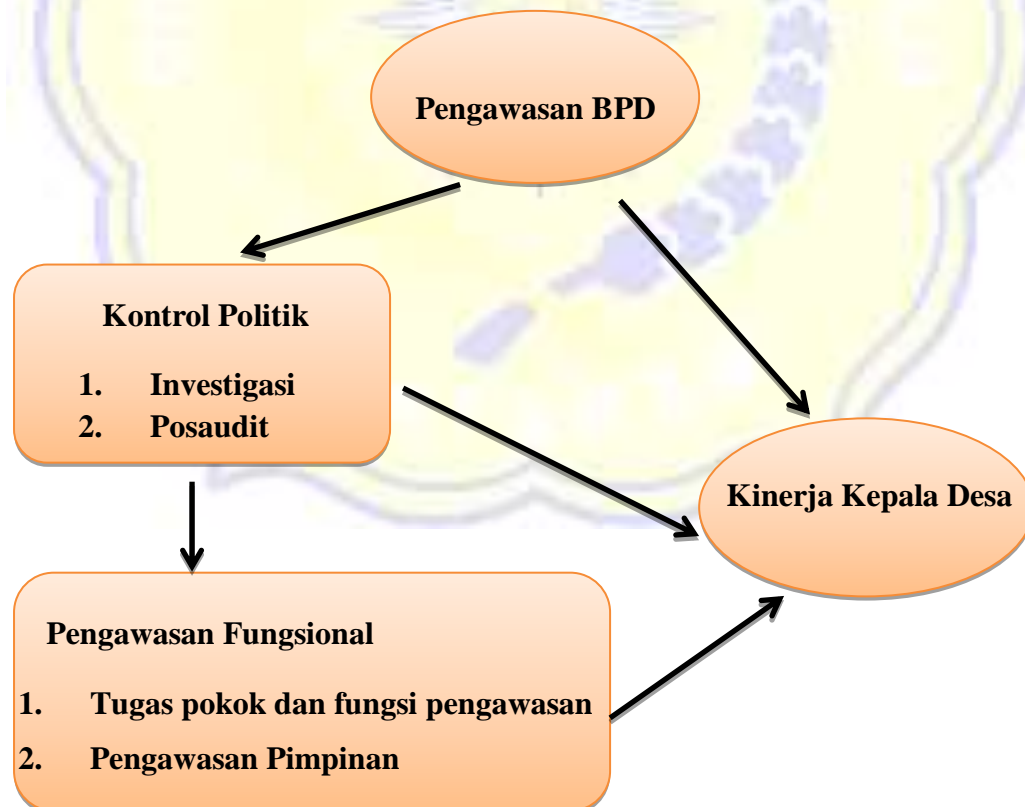 Pengawasan BPD
Kontrol Politik
1. Investigasi
2. Posaudit
Kinerja Kepala Desa
Pengawasan Fungsional
1. Tugas pokok dan fungsi pengawasan
2. Pengawasan Pimpinan